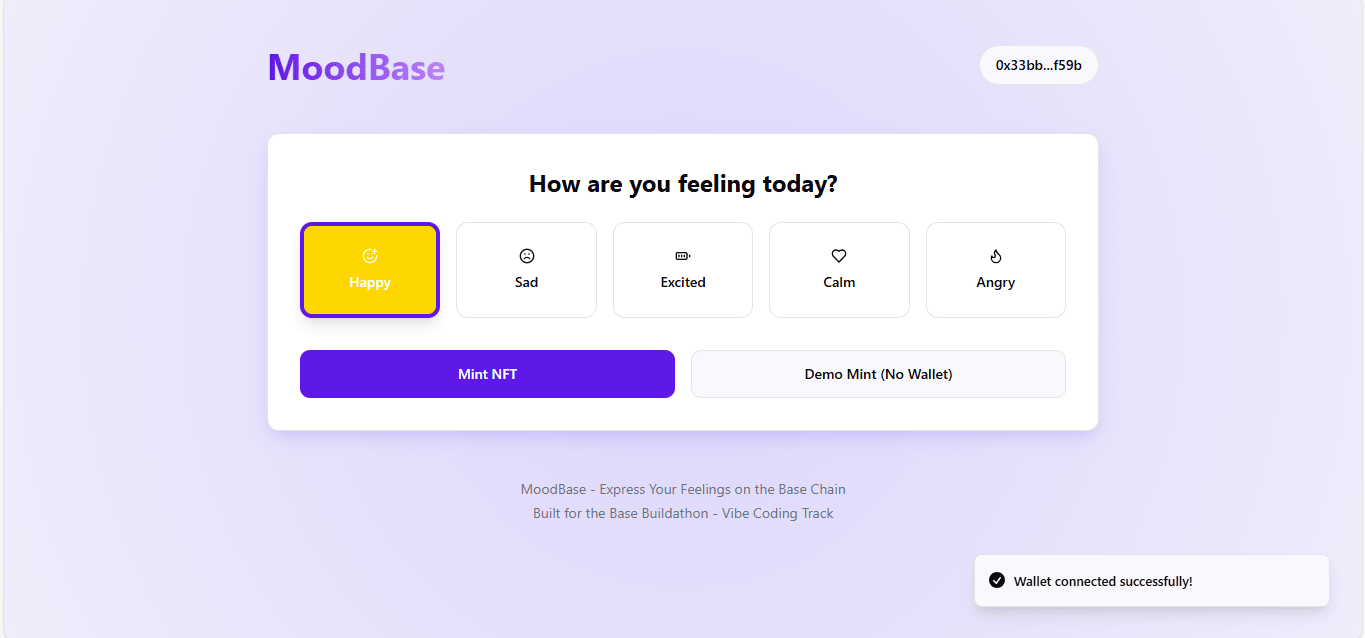 MoodBase
0x33bb...f59b
How are you feeling today?
Happy
Sad
Excited
Calm
Angry
Mint NFT
Demo Mint (No Wallet)
MoodBase - Express Your Feelings on the Base Chain
Built for the Base Buildathon - Vibe Coding Track
Wallet connected successfully!